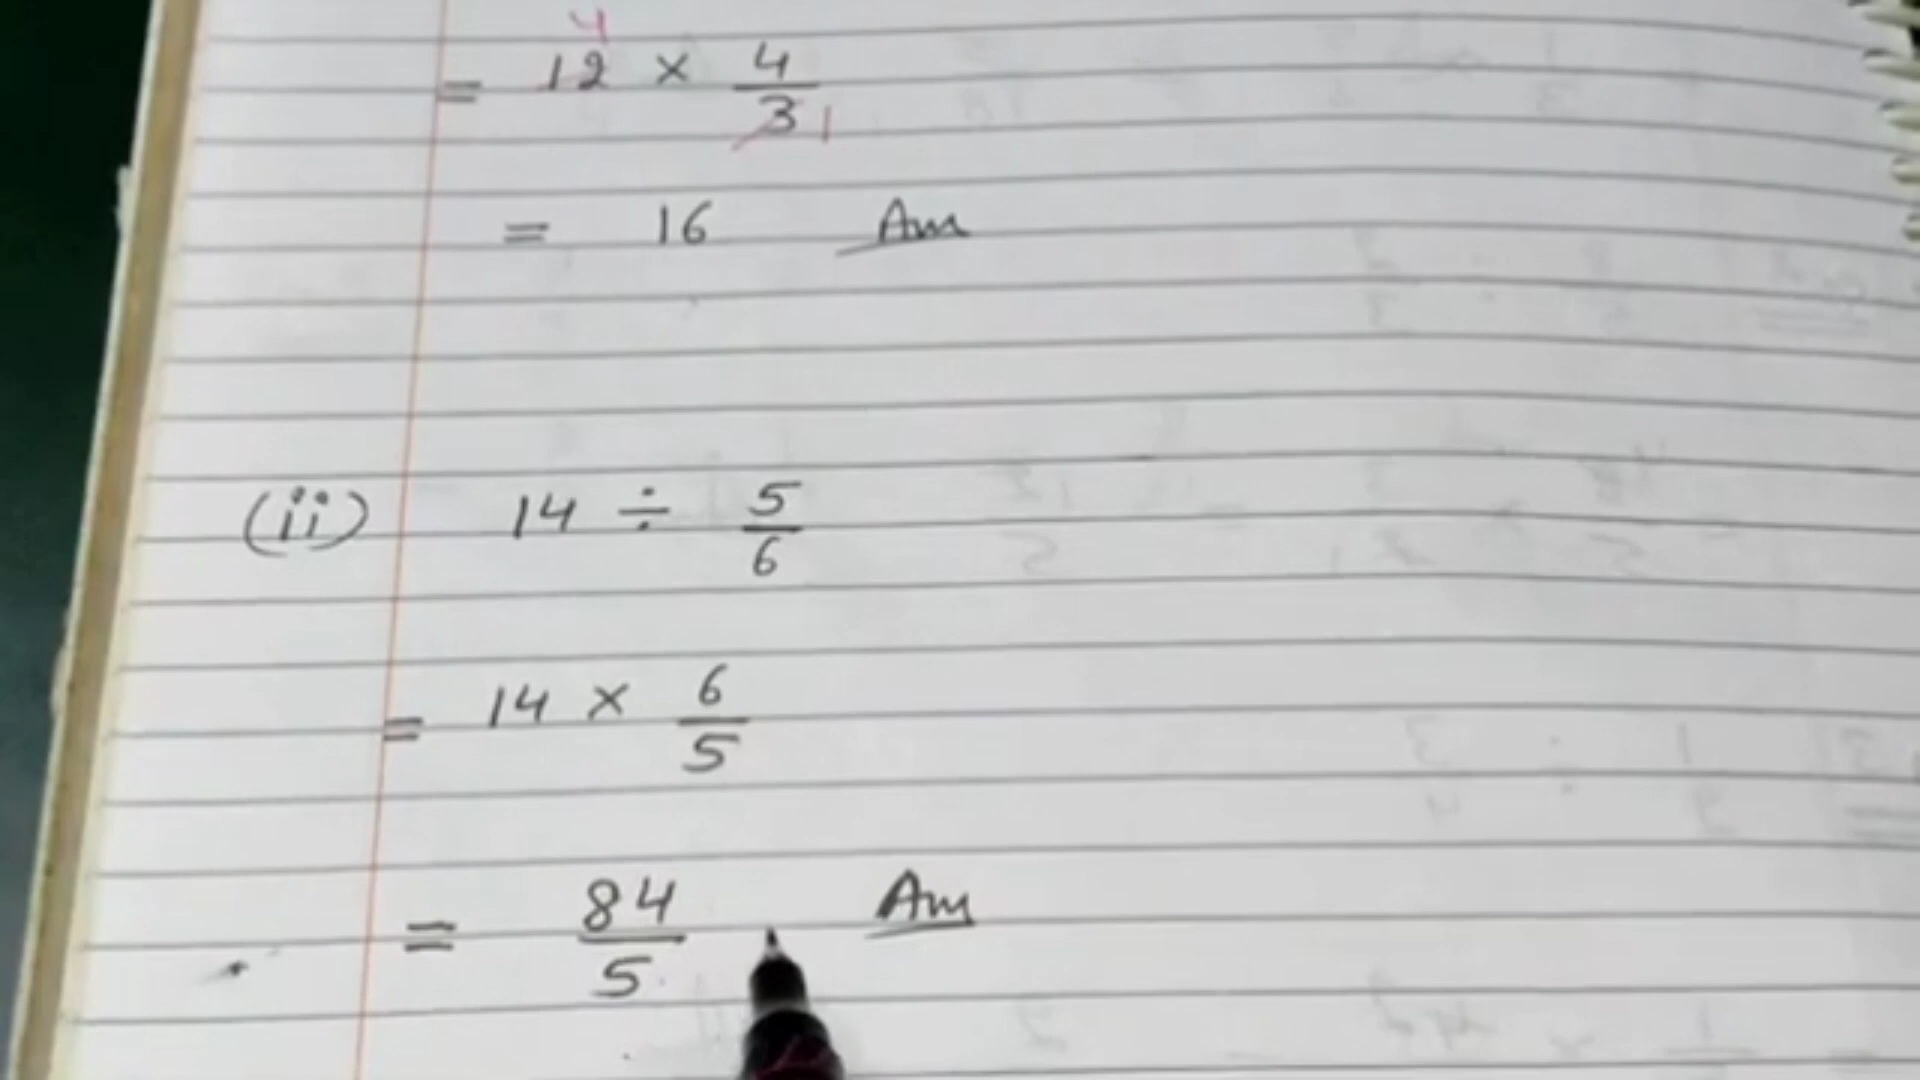 4
= 12 × 4/3 1
= 16 Ans
(ii) 14 ÷ 5/6
= 14 × 6/5
= 84/5 Ans